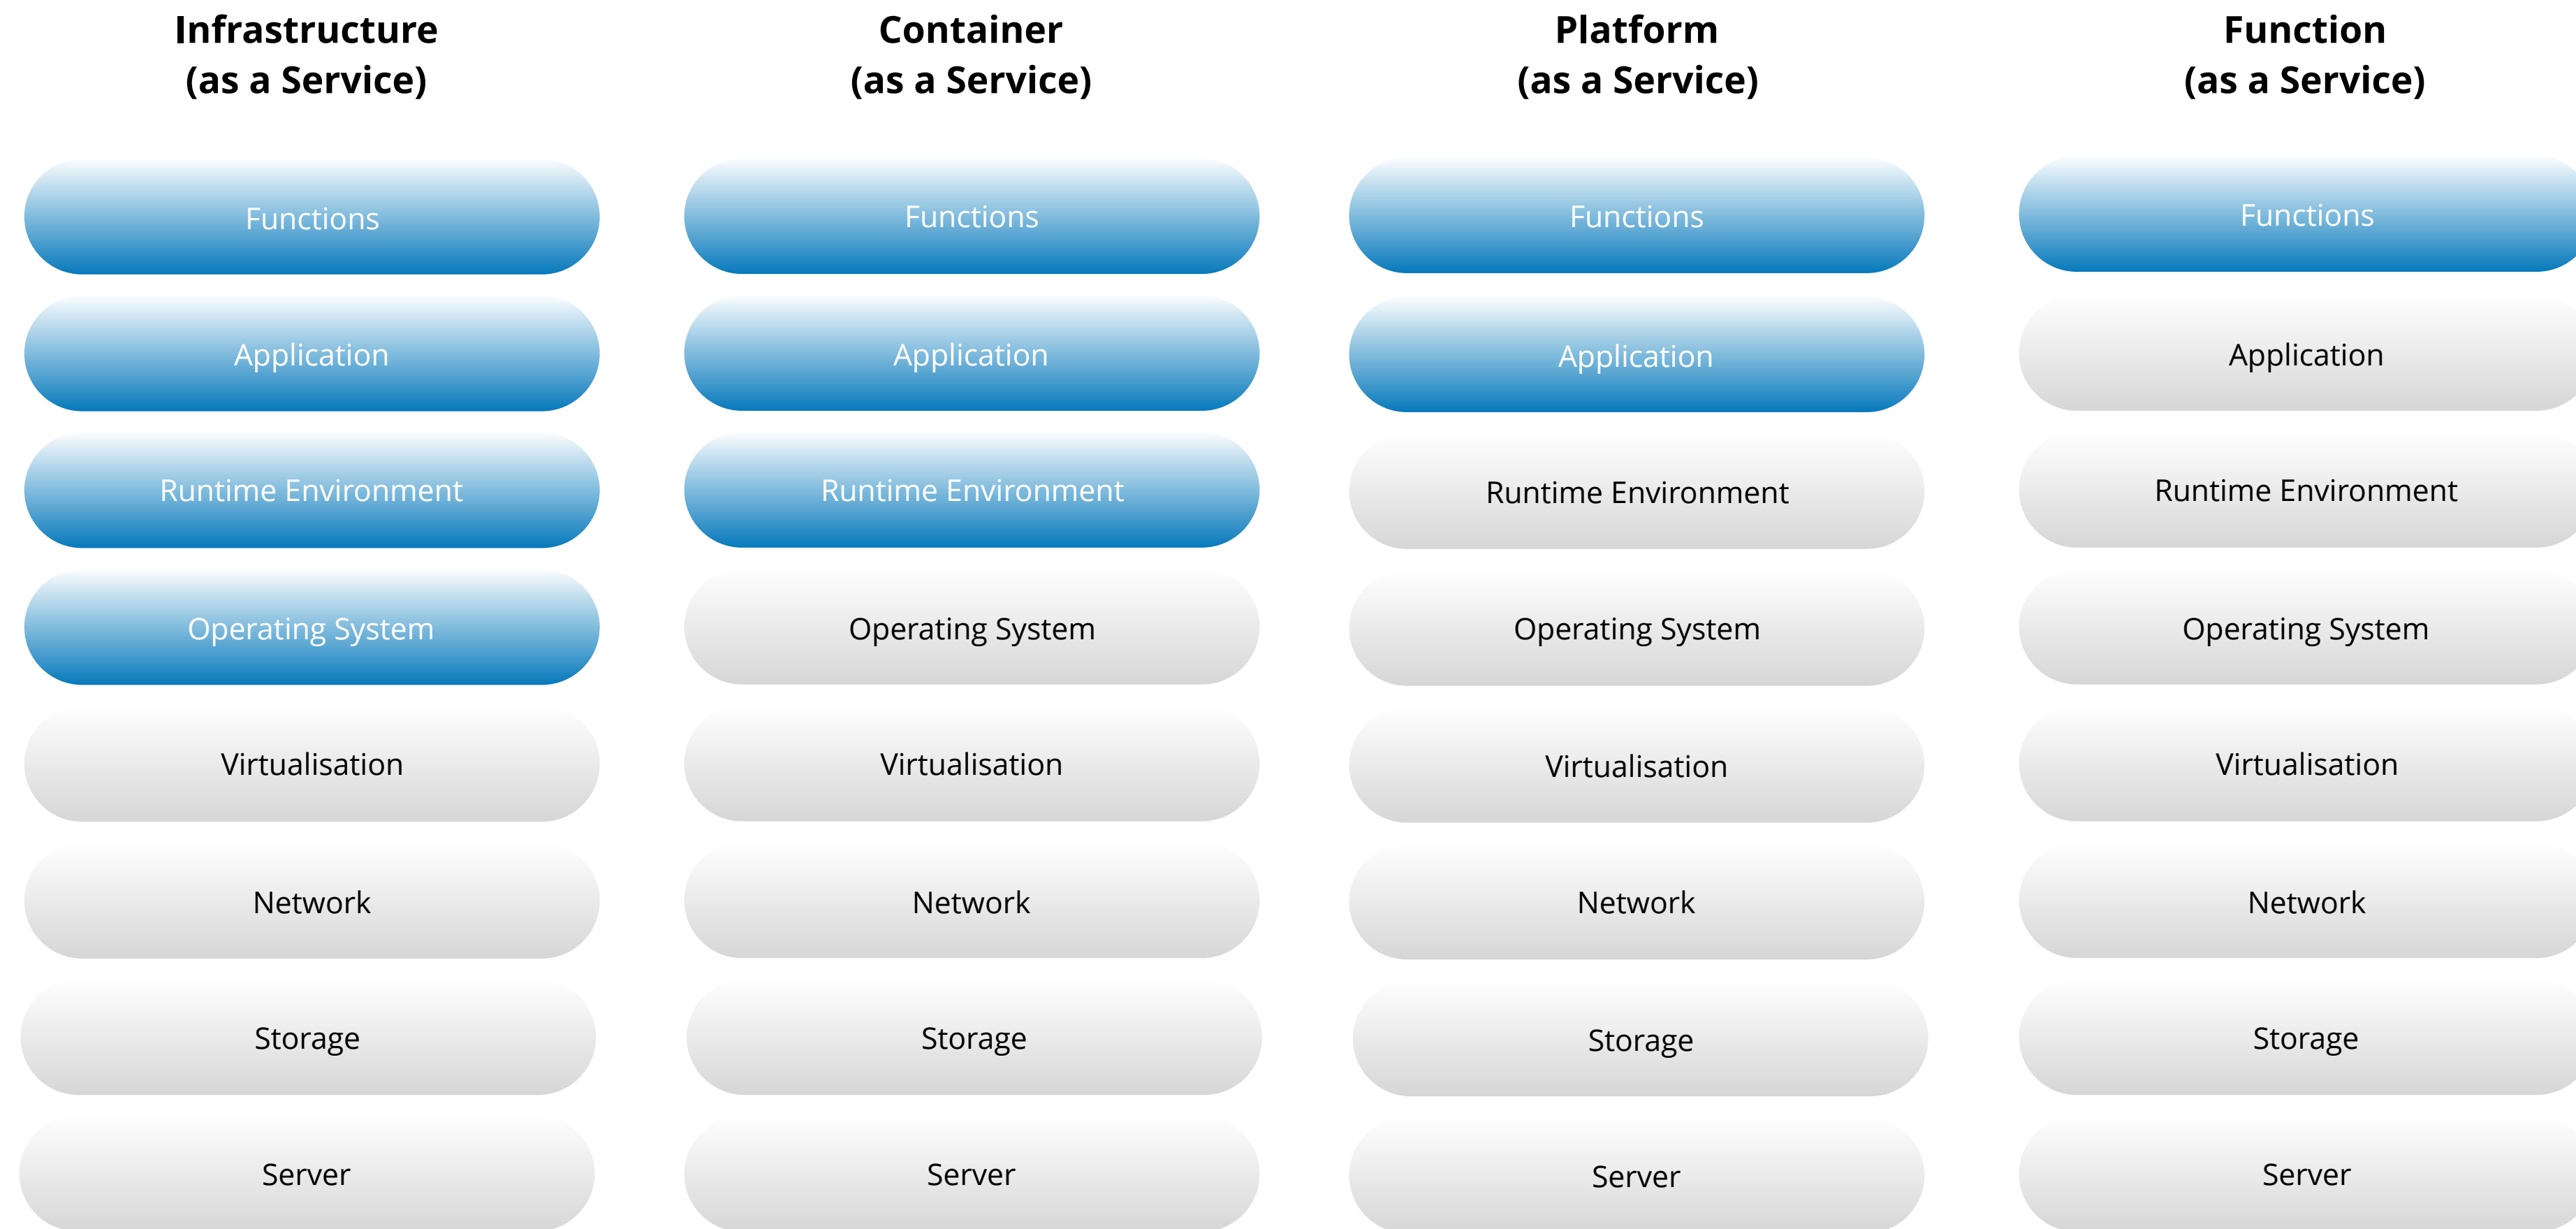 Infrastructure
(as a Service)
Functions
Application
Runtime Environment
Operating System
Virtualisation
Network
Storage
Server
Container
(as a Service)
Functions
Application
Runtime Environment
Operating System
Virtualisation
Network
Storage
Server
Platform
(as a Service)
Functions
Application
Runtime Environment
Operating System
Virtualisation
Network
Storage
Server
Function
(as a Service)
Functions
Application
Runtime Environment
Operating System
Virtualisation
Network
Storage
Server